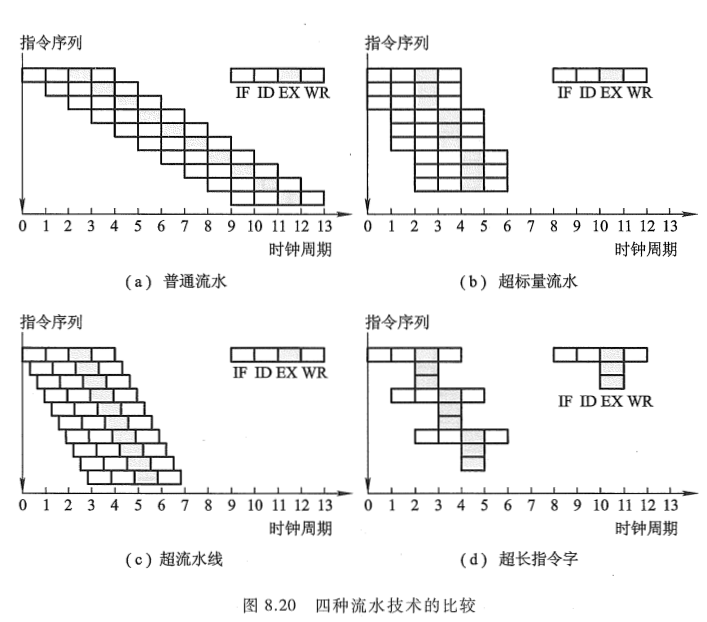 指令序列
IF ID EX WR
0 1 2 3 4 5 6 7 8 9 10 11 12 13
时钟周期
(a) 普通流水
指令序列
IF ID EX WR
0 1 2 3 4 5 6 7 8 9 10 11 12 13
时钟周期
(b) 超标量流水
指令序列
IF ID EX WR
0 1 2 3 4 5 6 7 8 9 10 11 12 13
时钟周期
(c) 超流水线
指令序列
IF ID EX WR
0 1 2 3 4 5 6 7 8 9 10 11 12 13
时钟周期
(d) 超长指令字
图 8.20 四种流水技术的比较